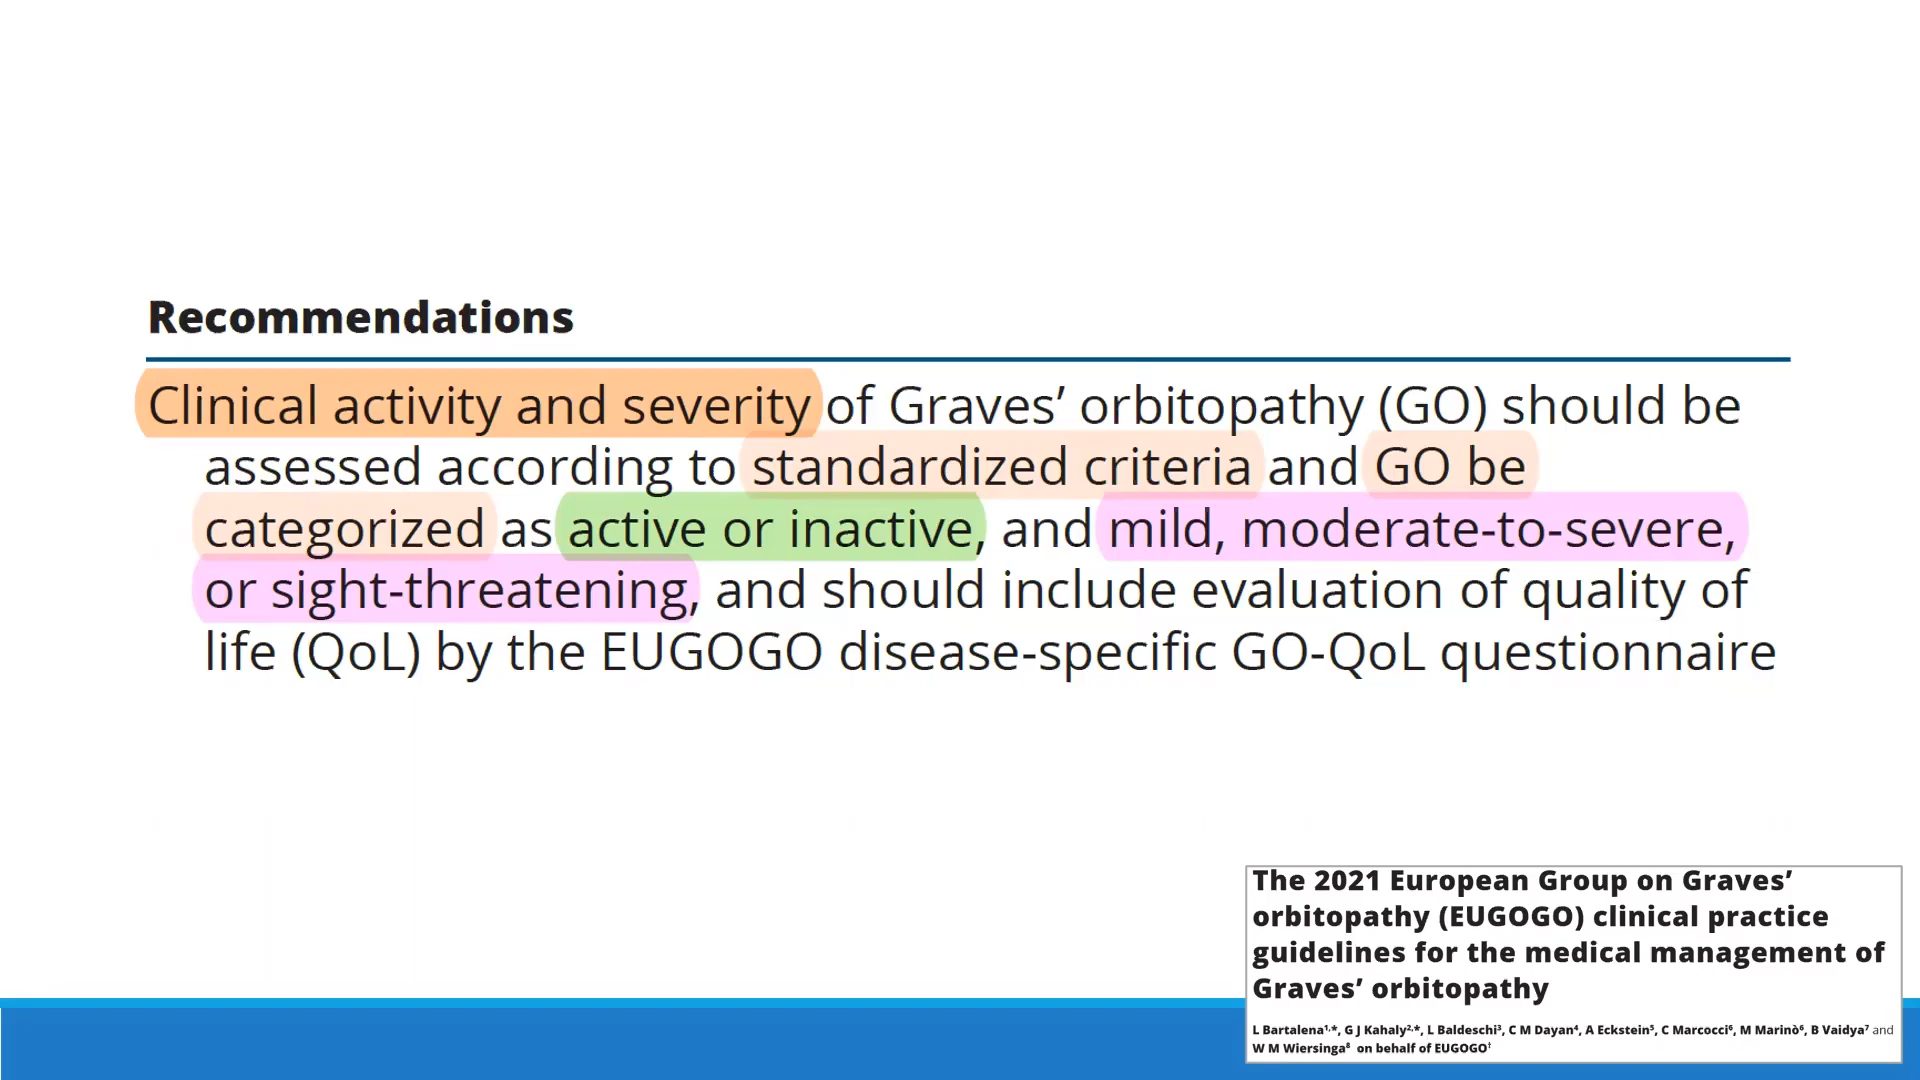 Recommendations
Clinical activity and severity of Graves’ orbitopathy (GO) should be
assessed according to standardized criteria and GO be
categorized as active or inactive, and mild, moderate-to-severe,
or sight-threatening, and should include evaluation of quality of
life (QoL) by the EUGOGO disease-specific GO-QoL questionnaire
The 2021 European Group on Graves’
orbitopathy (EUGOGO) clinical practice
guidelines for the medical management of
Graves’ orbitopathy
L Bartalena¹,*, G J Kahaly²,*, L Baldeschi³, C M Dayan⁴, A Eckstein⁵, C Marcocci⁶, M Marinò⁶, B Vaidya⁷ and
W M Wiersinga⁸ on behalf of EUGOGO†